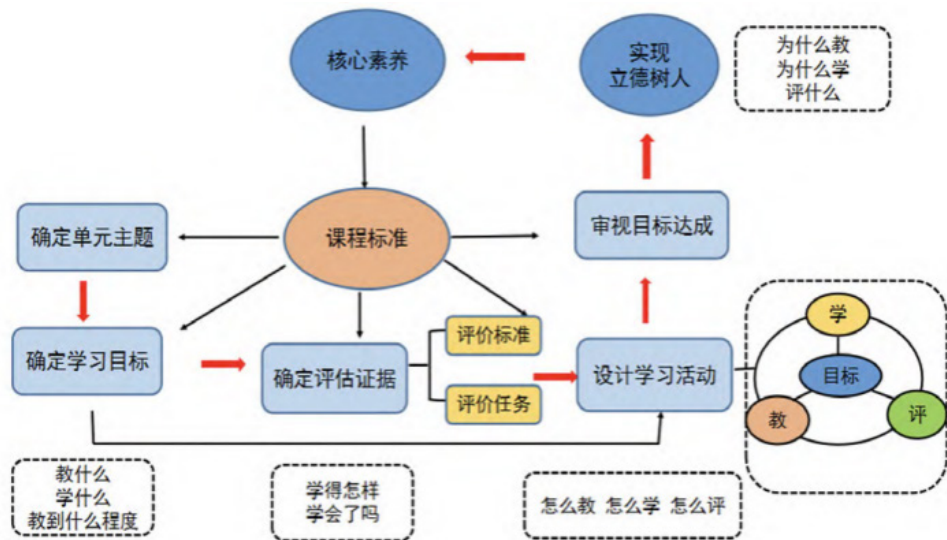 核心素养
实现
立德树人
为什么教
为什么学
评什么
确定单元主题
课程标准
审视目标达成
学
评价标准
确定学习目标
确定评估证据
设计学习活动
目标
评价任务
教
评
教什么
学什么
教到什么程度
学得怎样
学会了吗
怎么教 怎么学 怎么评